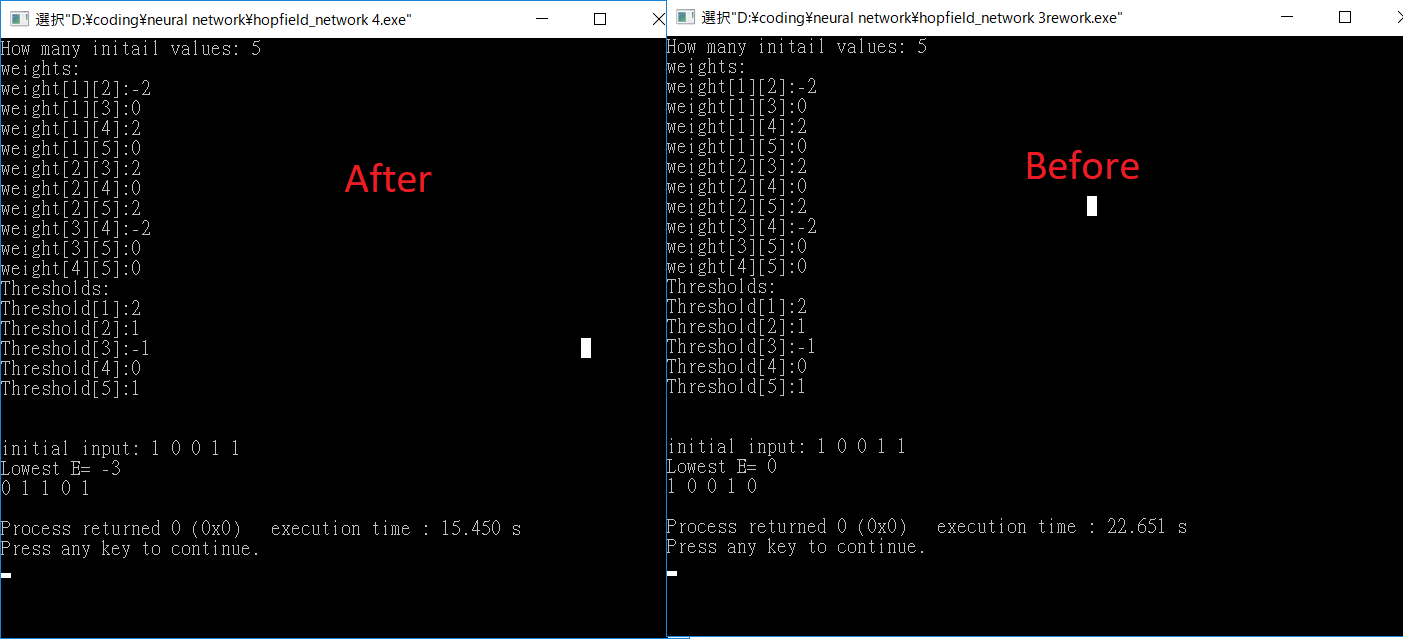 選択"D:¥coding¥neural network¥hopfield_network 4.exe"
How many initail values: 5
weights:
weight[1][2]:-2
weight[1][3]:0
weight[1][4]:2
weight[1][5]:0
weight[2][3]:2
weight[2][4]:0
weight[2][5]:2
weight[3][4]:-2
weight[3][5]:0
weight[4][5]:0
Thresholds:
Threshold[1]:2
Threshold[2]:1
Threshold[3]:-1
Threshold[4]:0
Threshold[5]:1
initial input: 1 0 0 1 1
Lowest E= -3
0 1 1 0 1
Process returned 0 (0x0)   execution time : 15.450 s
Press any key to continue.
After
選択"D:¥coding¥neural network¥hopfield_network 3rework.exe"
How many initail values: 5
weights:
weight[1][2]:-2
weight[1][3]:0
weight[1][4]:2
weight[1][5]:0
weight[2][3]:2
weight[2][4]:0
weight[2][5]:2
weight[3][4]:-2
weight[3][5]:0
weight[4][5]:0
Thresholds:
Threshold[1]:2
Threshold[2]:1
Threshold[3]:-1
Threshold[4]:0
Threshold[5]:1
initial input: 1 0 0 1 1
Lowest E= 0
1 0 0 1 0
Process returned 0 (0x0)   execution time : 22.651 s
Press any key to continue.
Before